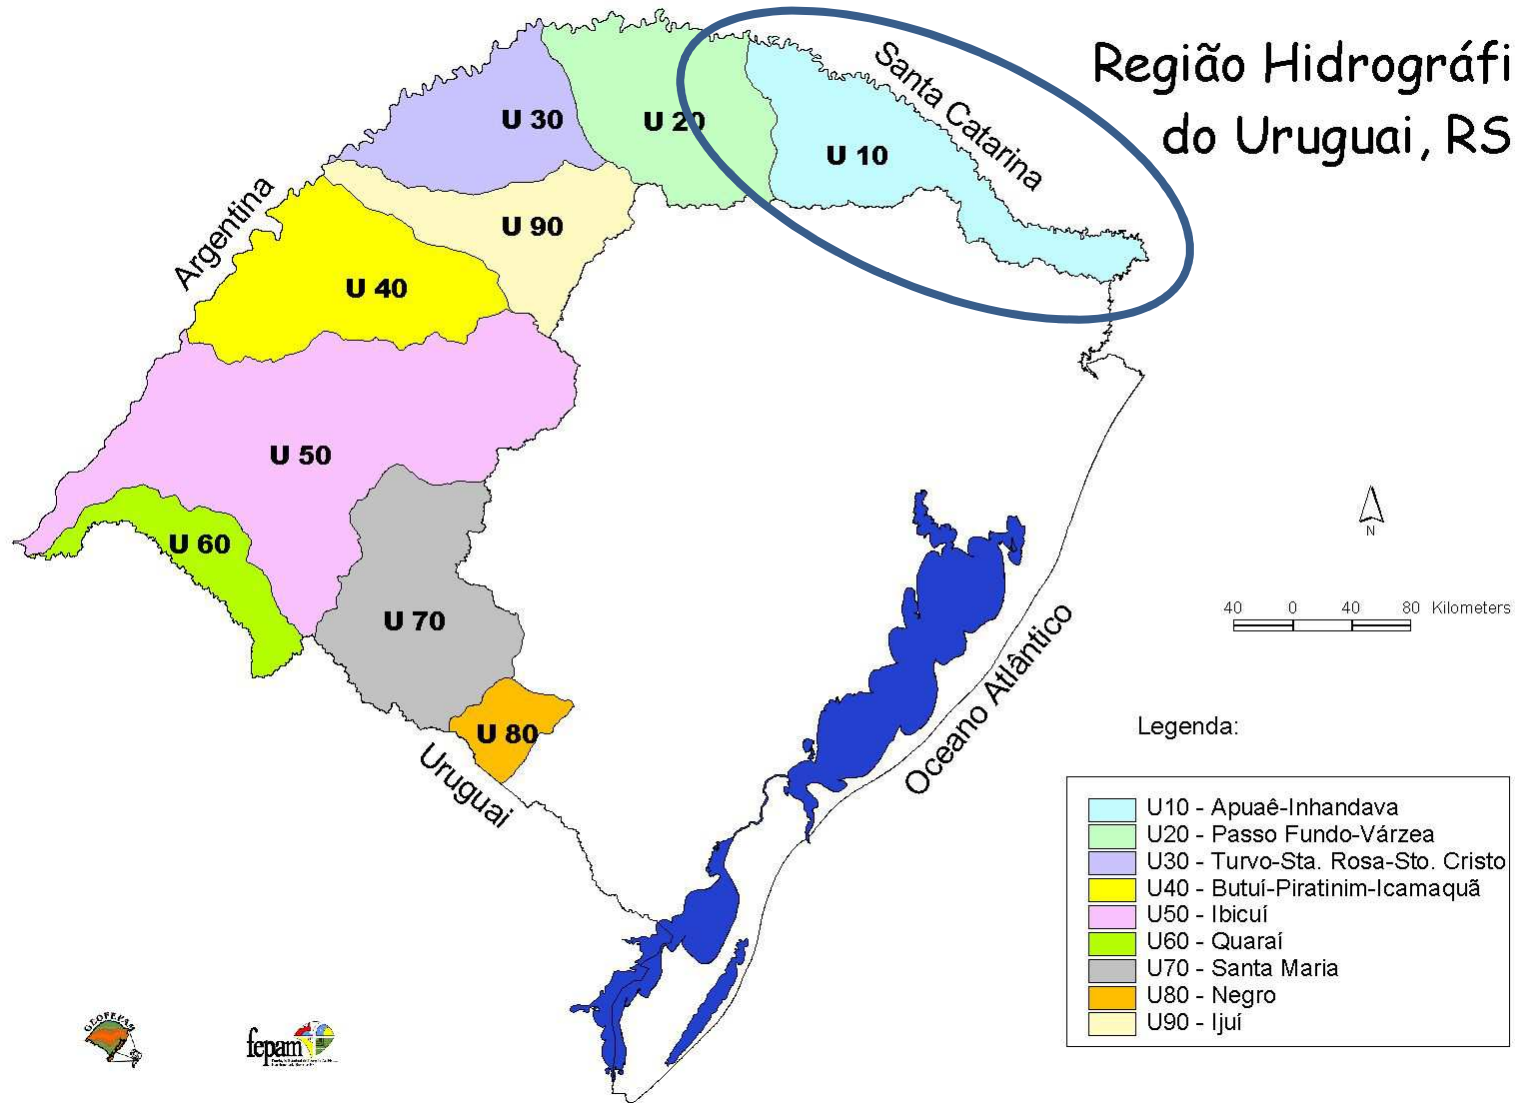 Região Hidrográfi
do Uruguai, RS
Santa Catarina
Argentina
U 30
U 20
U 10
U 90
U 40
U 50
U 60
U 70
U 80
Uruguai
Oceano Atlântico
N
40 0 40 80 Kilometers
Legenda:
U10 - Apuaê-Inhandava
U20 - Passo Fundo-Várzea
U30 - Turvo-Sta. Rosa-Sto. Cristo
U40 - Butuí-Piratinim-Icamaquã
U50 - Ibicuí
U60 - Quaraí
U70 - Santa Maria
U80 - Negro
U90 - Ijuí
GEOFEPAM
fepam